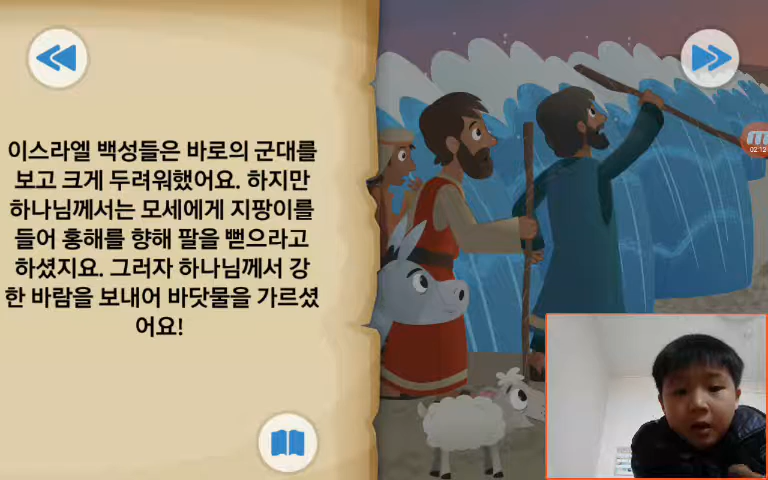 이스라엘 백성들은 바로의 군대를
보고 크게 두려워했어요. 하지만
하나님께서는 모세에게 지팡이를
들어 홍해를 향해 팔을 뻗으라고
하셨지요. 그러자 하나님께서 강
한 바람을 보내어 바닷물을 가르셨
어요!
02:12